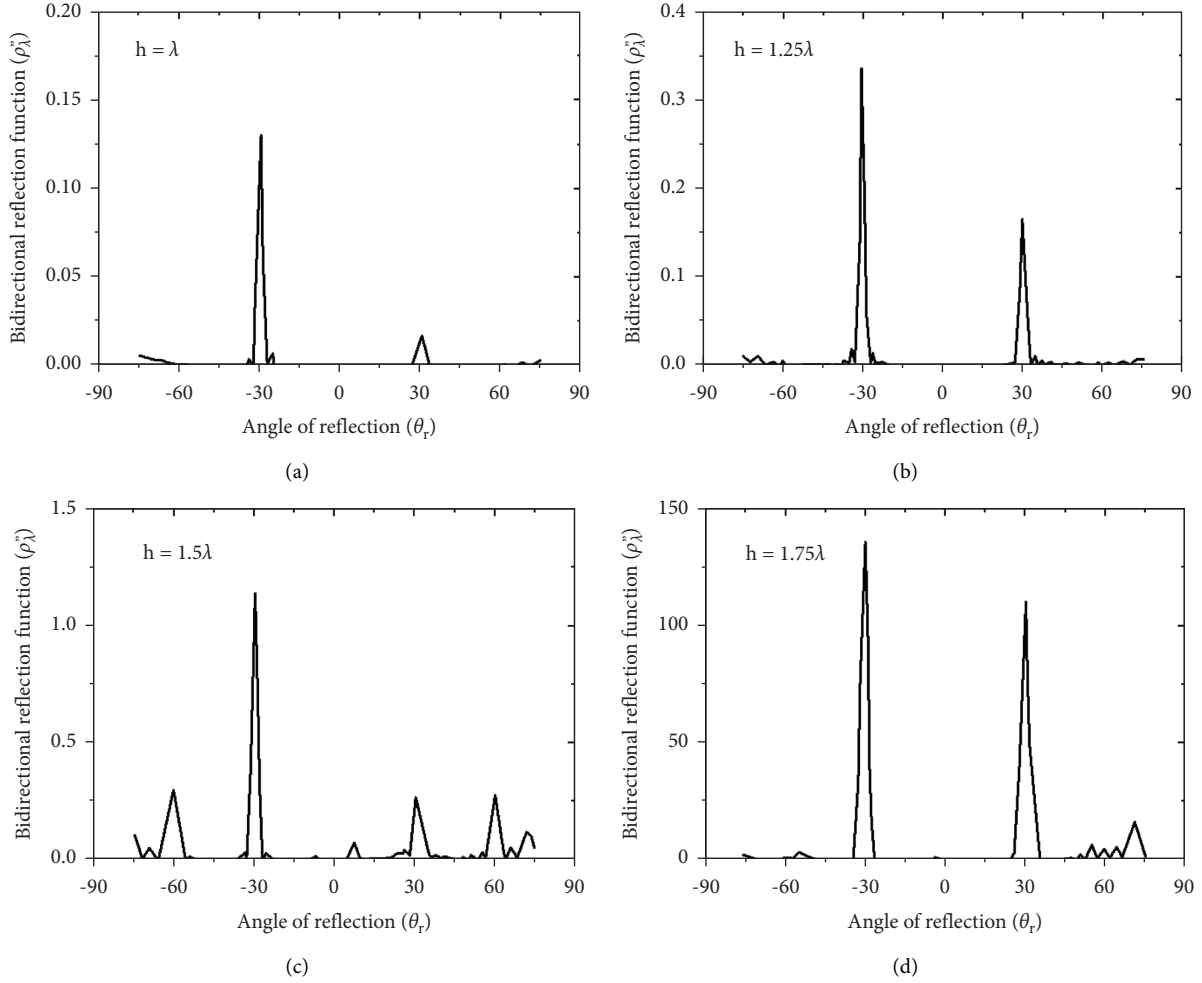 0.20
0.15
0.10
0.05
0.00
Bidirectional reflection function (ρ"λ)
h = λ
-90 -60 -30 0 30 60 90
Angle of reflection (θr)
(a)
0.4
0.3
0.2
0.1
0.0
Bidirectional reflection function (ρ"λ)
h = 1.25λ
-90 -60 -30 0 30 60 90
Angle of reflection (θr)
(b)
1.5
1.0
0.5
0.0
Bidirectional reflection function (ρ"λ)
h = 1.5λ
-90 -60 -30 0 30 60 90
Angle of reflection (θr)
(c)
150
100
50
0
Bidirectional reflection function (ρ"λ)
h = 1.75λ
-90 -60 -30 0 30 60 90
Angle of reflection (θr)
(d)